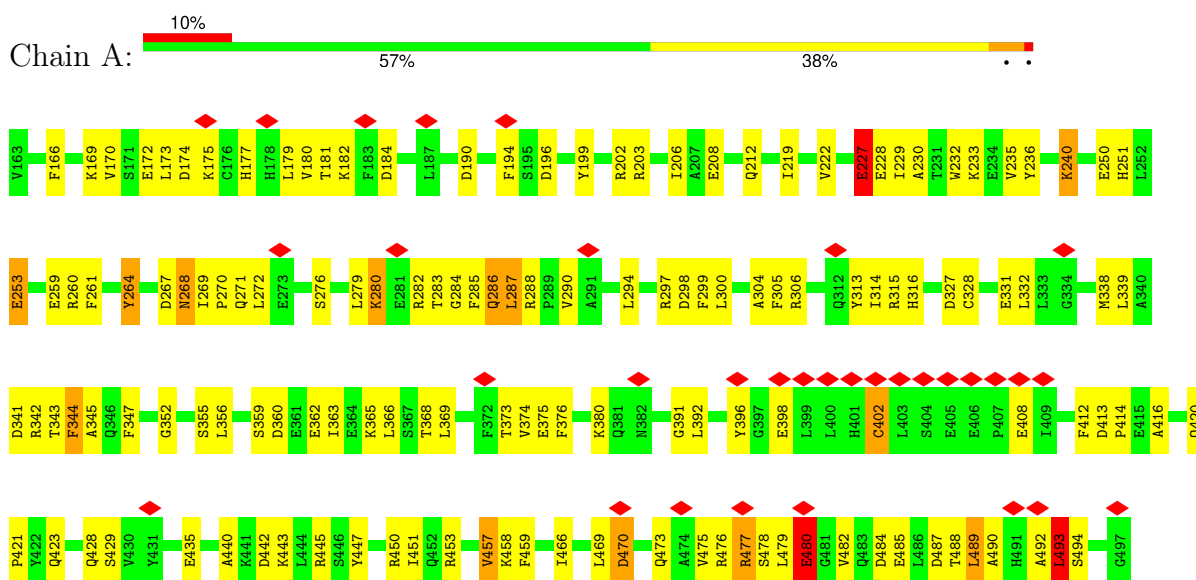 10%
Chain A:
57% 38% • •
V163 F166 K169 V170 S171 E172 L173 D174 K175 C176 H177 H178 L179 V180 T181 K182 F183 D184 L187 D190 F194 S195 D196 Y199 R202 R203 I206 A207 E208 Q212 I219 V222 E227 E228 I229 A230 T231 W232 K233 E234 V235 Y236 K240 E250 H251 L252
E253 E259 R260 F261 Y264 D267 N268 I269 P270 Q271 L272 E273 S276 L279 K280 E281 R282 T283 G284 F285 Q286 L287 R288 P289 V290 A291 L294 R297 D298 F299 L300 A304 F305 R306 Q312 Y313 I314 R315 H316 D327 C328 E331 L332 L333 G334 M338 L339 A340
D341 R342 T343 F344 A345 Q346 F347 G352 S355 L356 S359 D360 E361 E362 I363 E364 K365 L366 S367 T368 L369 F372 T373 V374 E375 F376 K380 Q381 N382 G391 L392 Y396 G397 E398 L399 L400 H401 C402 L403 S404 E405 E406 P407 E408 I409 F412 D413 P414 E415 A416
P421 Y422 Q423 Q428 S429 V430 Y431 E435 A440 K441 D442 K443 L444 R445 S446 Y447 R450 I451 Q452 R453 V457 K458 F459 I466 L469 D470 Q473 A474 V475 R476 R477 S478 L479 E480 G481 V482 Q483 D484 E485 L486 D487 T488 L489 A490 H491 A492 L493 S494 G497